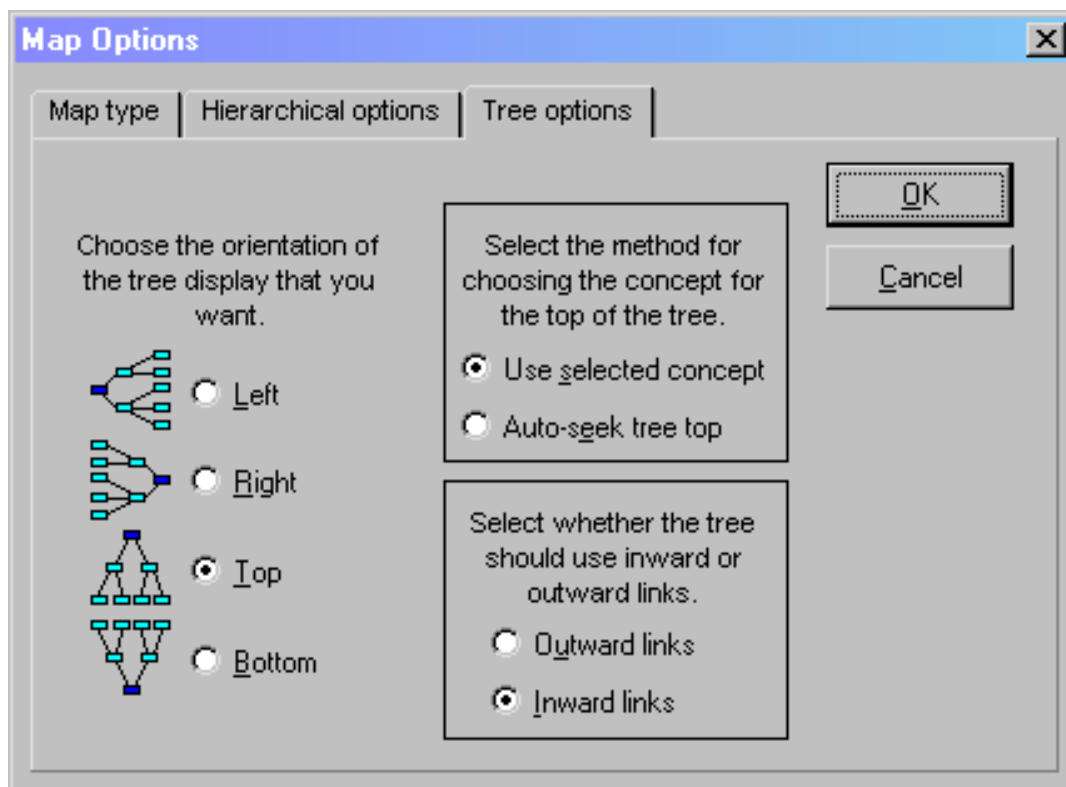 Map Options
Map type
Hierarchical options
Tree options
Choose the orientation of
the tree display that you
want.
Left
Right
Top
Bottom
Select the method for
choosing the concept for
the top of the tree.
Use selected concept
Auto-seek tree top
Select whether the tree
should use inward or
outward links.
Outward links
Inward links
OK
Cancel